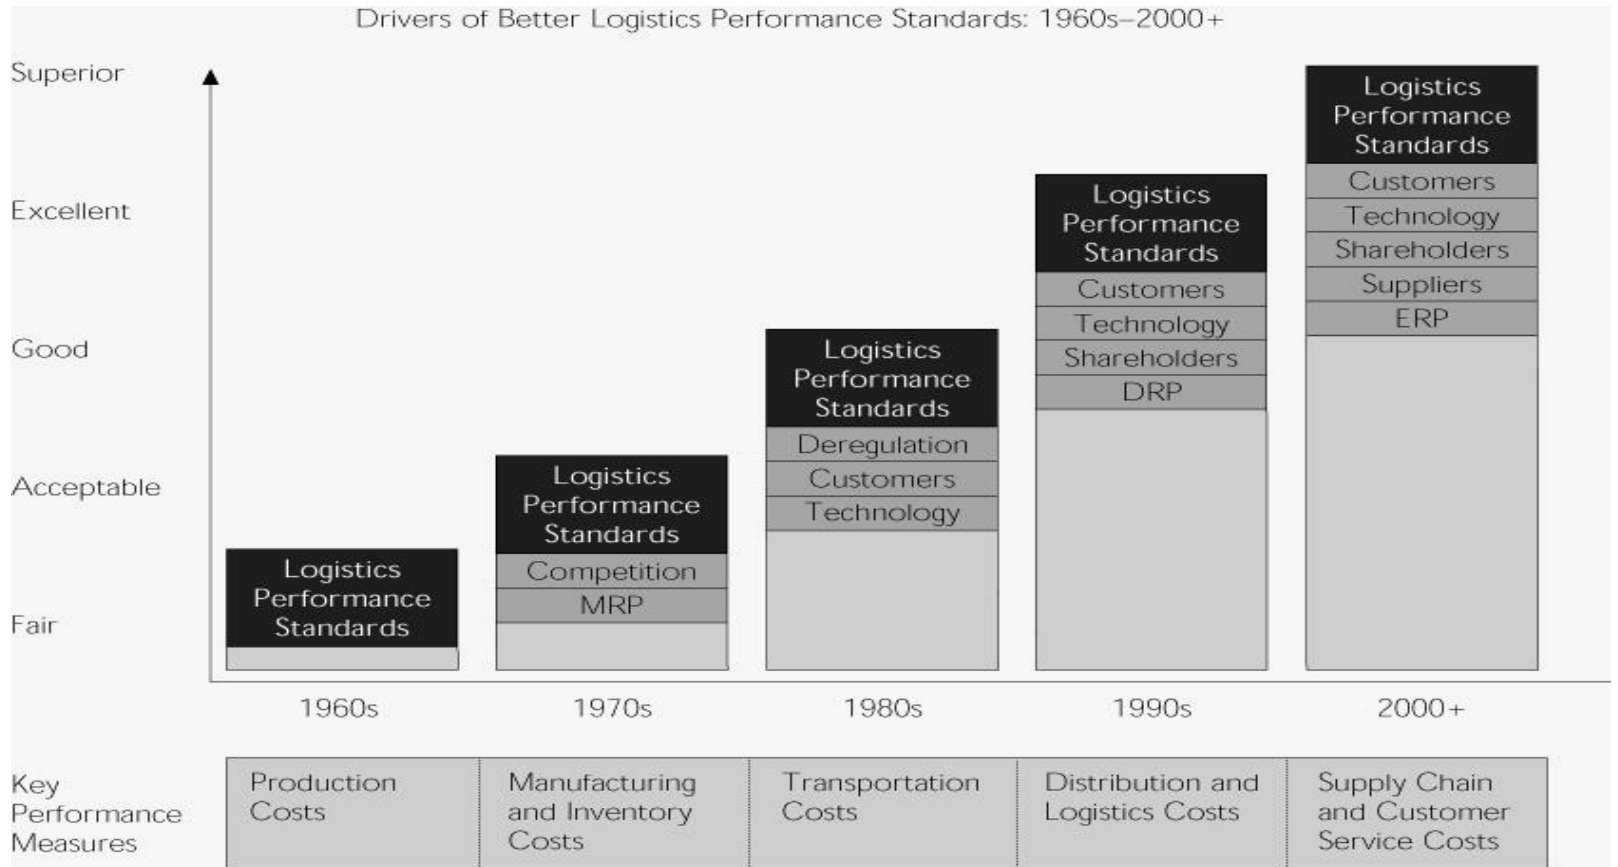 Drivers of Better Logistics Performance Standards: 1960s–2000+
Superior
Excellent
Good
Acceptable
Fair
Logistics
Performance
Standards
Logistics
Performance
Standards
Competition
MRP
Logistics
Performance
Standards
Deregulation
Customers
Technology
Logistics
Performance
Standards
Customers
Technology
Shareholders
DRP
Logistics
Performance
Standards
Customers
Technology
Shareholders
Suppliers
ERP
1960s
1970s
1980s
1990s
2000+
Key
Performance
Measures
Production
Costs
Manufacturing
and Inventory
Costs
Transportation
Costs
Distribution and
Logistics Costs
Supply Chain
and Customer
Service Costs